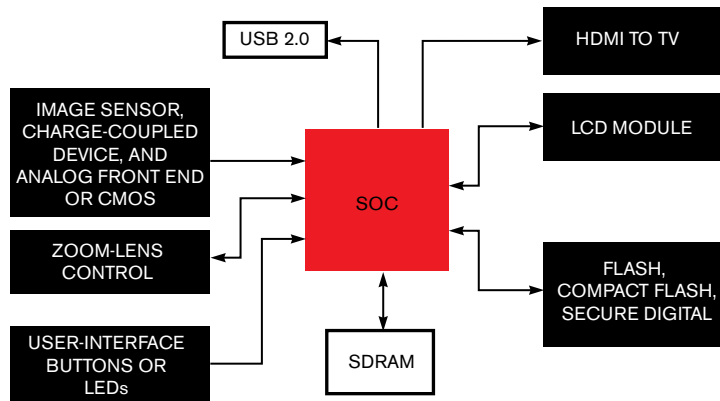 USB 2.0
HDMI TO TV
IMAGE SENSOR,
CHARGE-COUPLED
DEVICE, AND
ANALOG FRONT END
OR CMOS
LCD MODULE
SOC
ZOOM-LENS
CONTROL
FLASH,
COMPACT FLASH,
SECURE DIGITAL
USER-INTERFACE
BUTTONS OR
LEDs
SDRAM